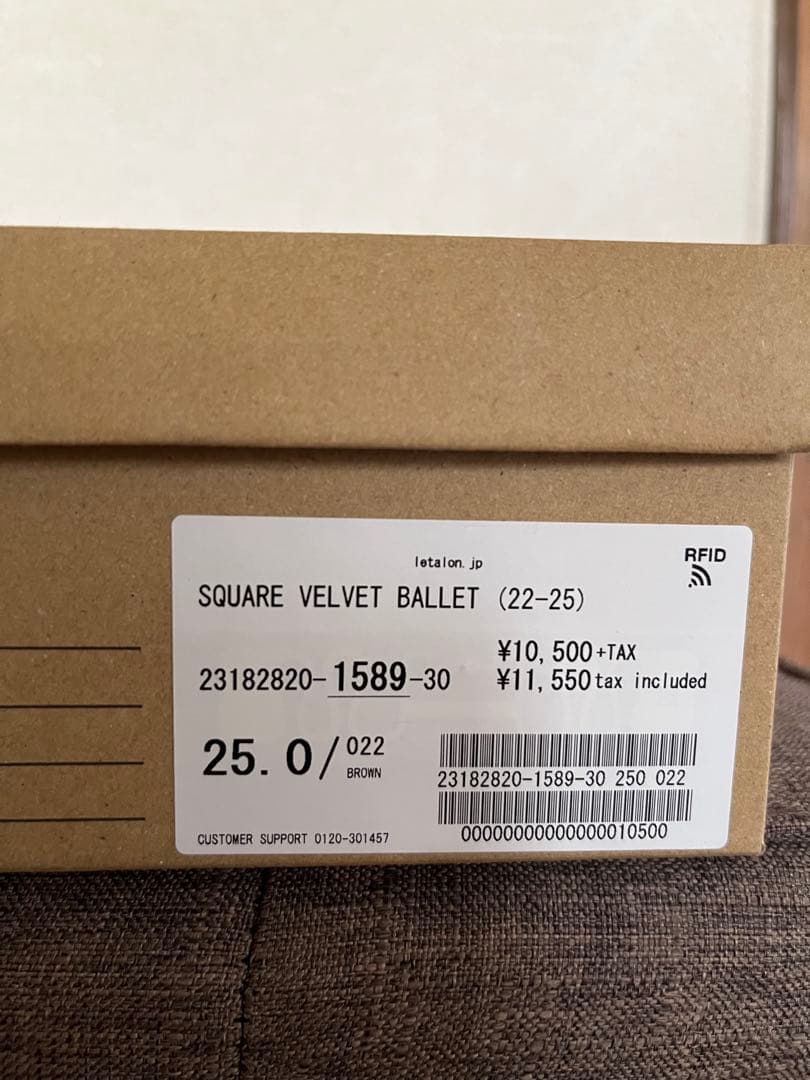 letalon.jp
RFID
SQUARE VELVET BALLET (22-25)
¥10,500+TAX
23182820-1589-30
¥11,550 tax included
25.0/022
BROWN
23182820-1589-30 250 022
CUSTOMER SUPPORT 0120-301457
00000000000000010500